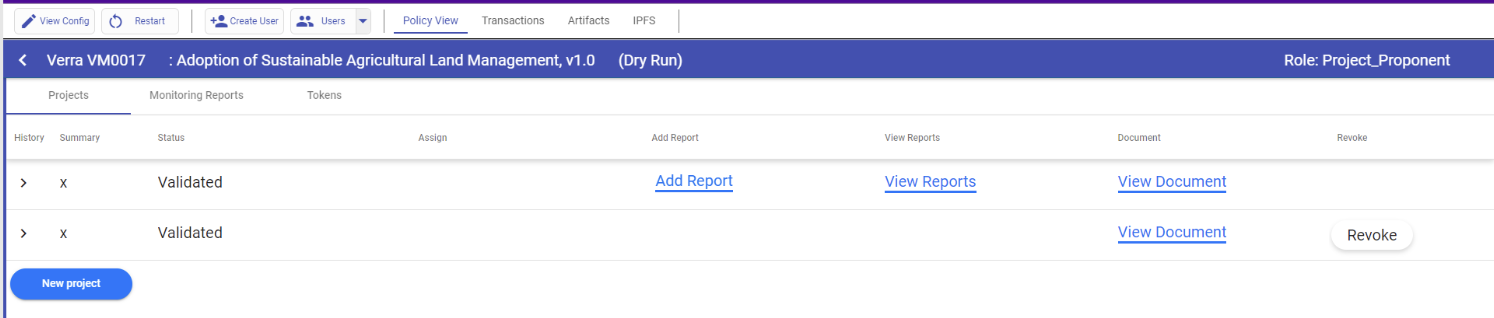 View Config Restart Create User Users Policy View Transactions Artifacts IPFS
Verra VM0017 : Adoption of Sustainable Agricultural Land Management, v1.0 (Dry Run) Role: Project_Proponent
Projects Monitoring Reports Tokens
History Summary Status Assign Add Report View Reports Document Revoke
x Validated Add Report View Reports View Document
x Validated View Document Revoke
New project